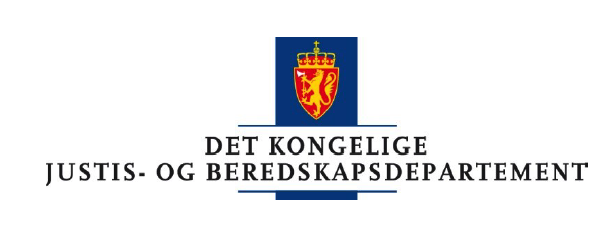 DET KONGELIGE
JUSTIS- OG BEREDSKAPSDEPARTEMENT